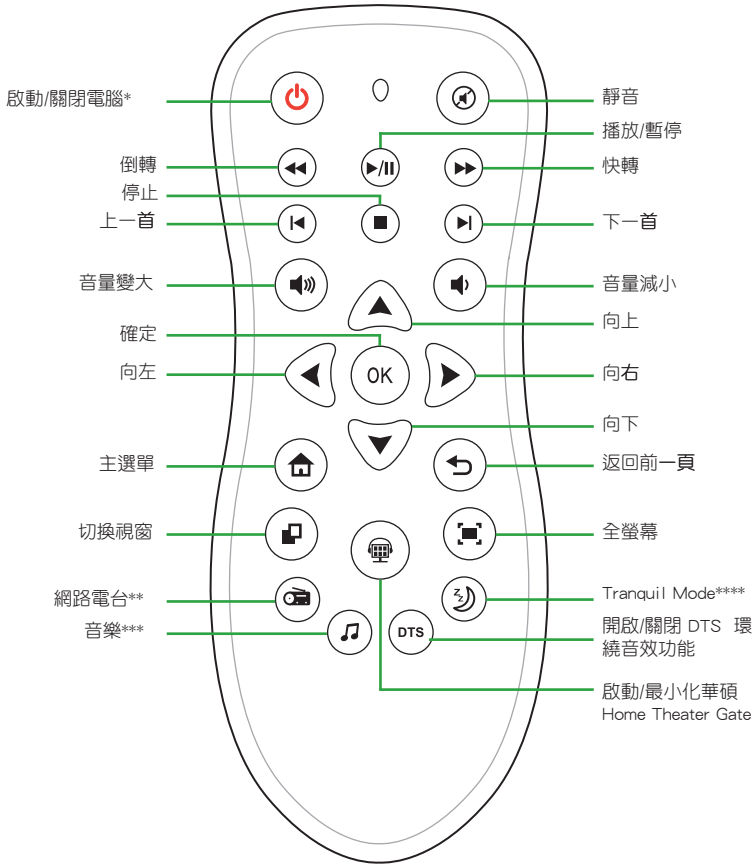 啟動/關閉電腦*
靜音
播放/暫停
倒轉
快轉
停止
上一首
下一首
音量變大
音量減小
向上
確定
向左
OK
向右
向下
主選單
返回前一頁
切換視窗
全螢幕
網路電台**
Tranquil Mode****
音樂***
DTS
開啟/關閉 DTS 環
繞音效功能
啟動/最小化華碩
Home Theater Gate